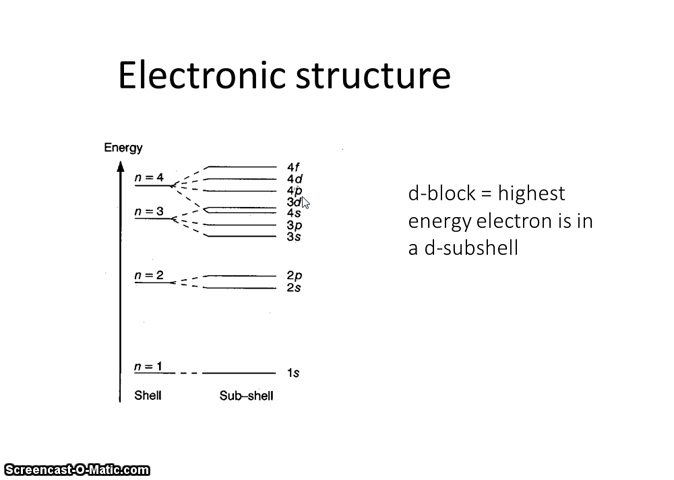 Electronic structure
Energy
n = 4
n = 3
n = 2
n = 1
Shell
4f
4d
4p
3d
4s
3p
3s
2p
2s
1s
Sub–shell
d-block = highest
energy electron is in
a d-subshell
Screencast-O-Matic.com